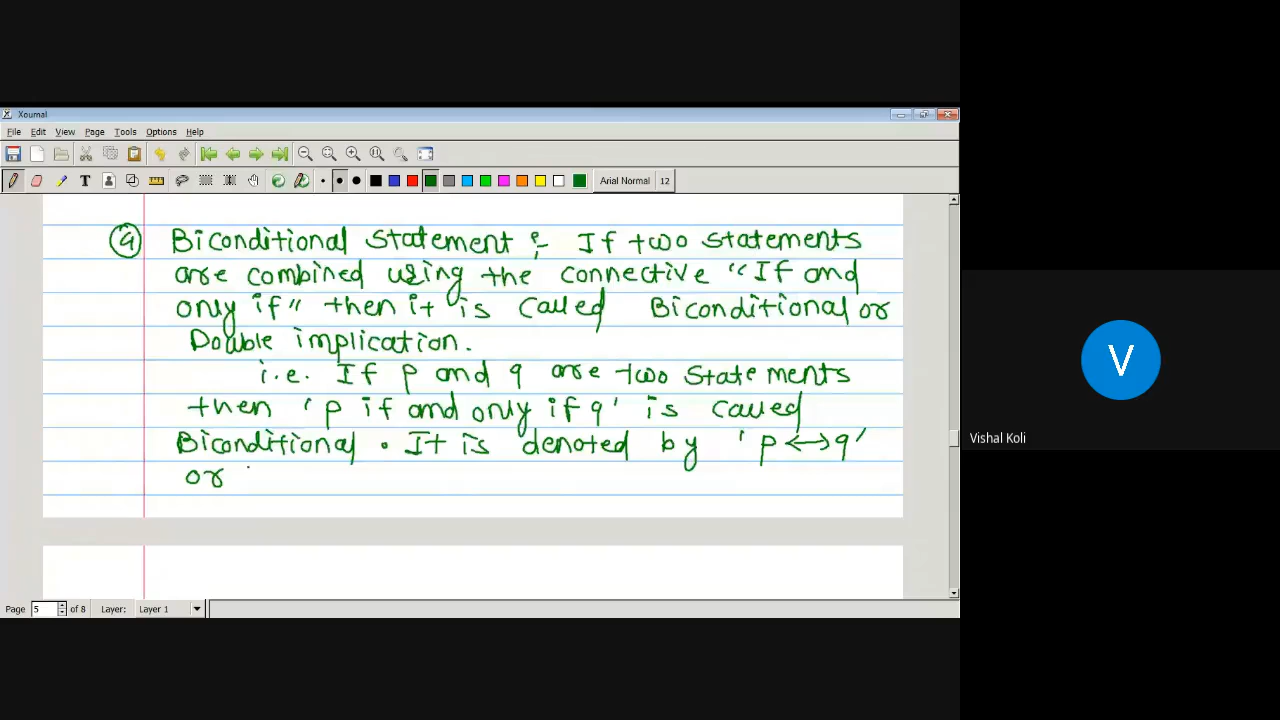 Xournal
File Edit View Page Tools Options Help
Arial Normal 12
9 Biconditional Statement :- If two statements
are combined using the connective "If and
only if" then it is called Biconditional or
Double implication.
i.e. If p and q are two statements
then 'p if and only if q' is called
Biconditional . It is denoted by 'p↔q'
or
V
Vishal Koli
Page 5 of 8 Layer: Layer 1